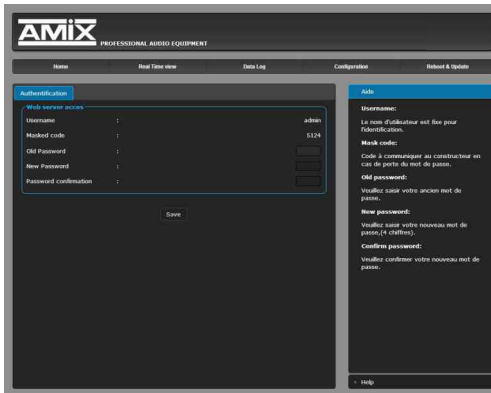 AMiX
PROFESSIONAL AUDIO EQUIPMENT
Home Real Time view Data Log Configuration Reboot & Update
Authentification
Web server acces
Username : admin
Masked code : 5124
Old Password :
New Password :
Password confirmation :
Save
Aide
Username:
Le nom d'utilisateur est fixe pour
l'identification.
Mask code:
Code à communiquer au constructeur en
cas de perte du mot de passe.
Old password:
Veuillez saisir votre ancien mot de
passe.
New password:
Veuillez saisir votre nouveau mot de
passe,(4 chiffres).
Confirm password:
Veuillez confirmer votre nouveau mot de
passe.
Help